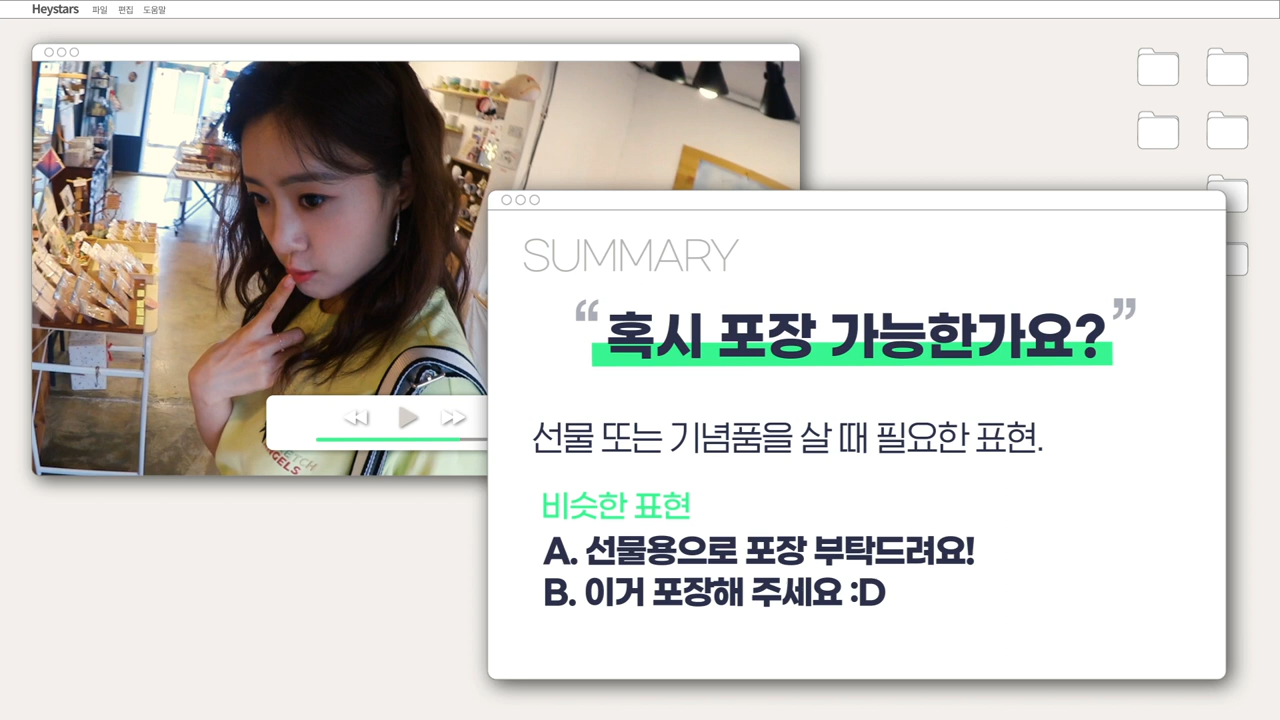 Heystars 파일 편집 도움말
SUMMARY
“혹시 포장 가능한가요?”
선물 또는 기념품을 살 때 필요한 표현.
비슷한 표현
A. 선물용으로 포장 부탁드려요!
B. 이거 포장해 주세요 :D